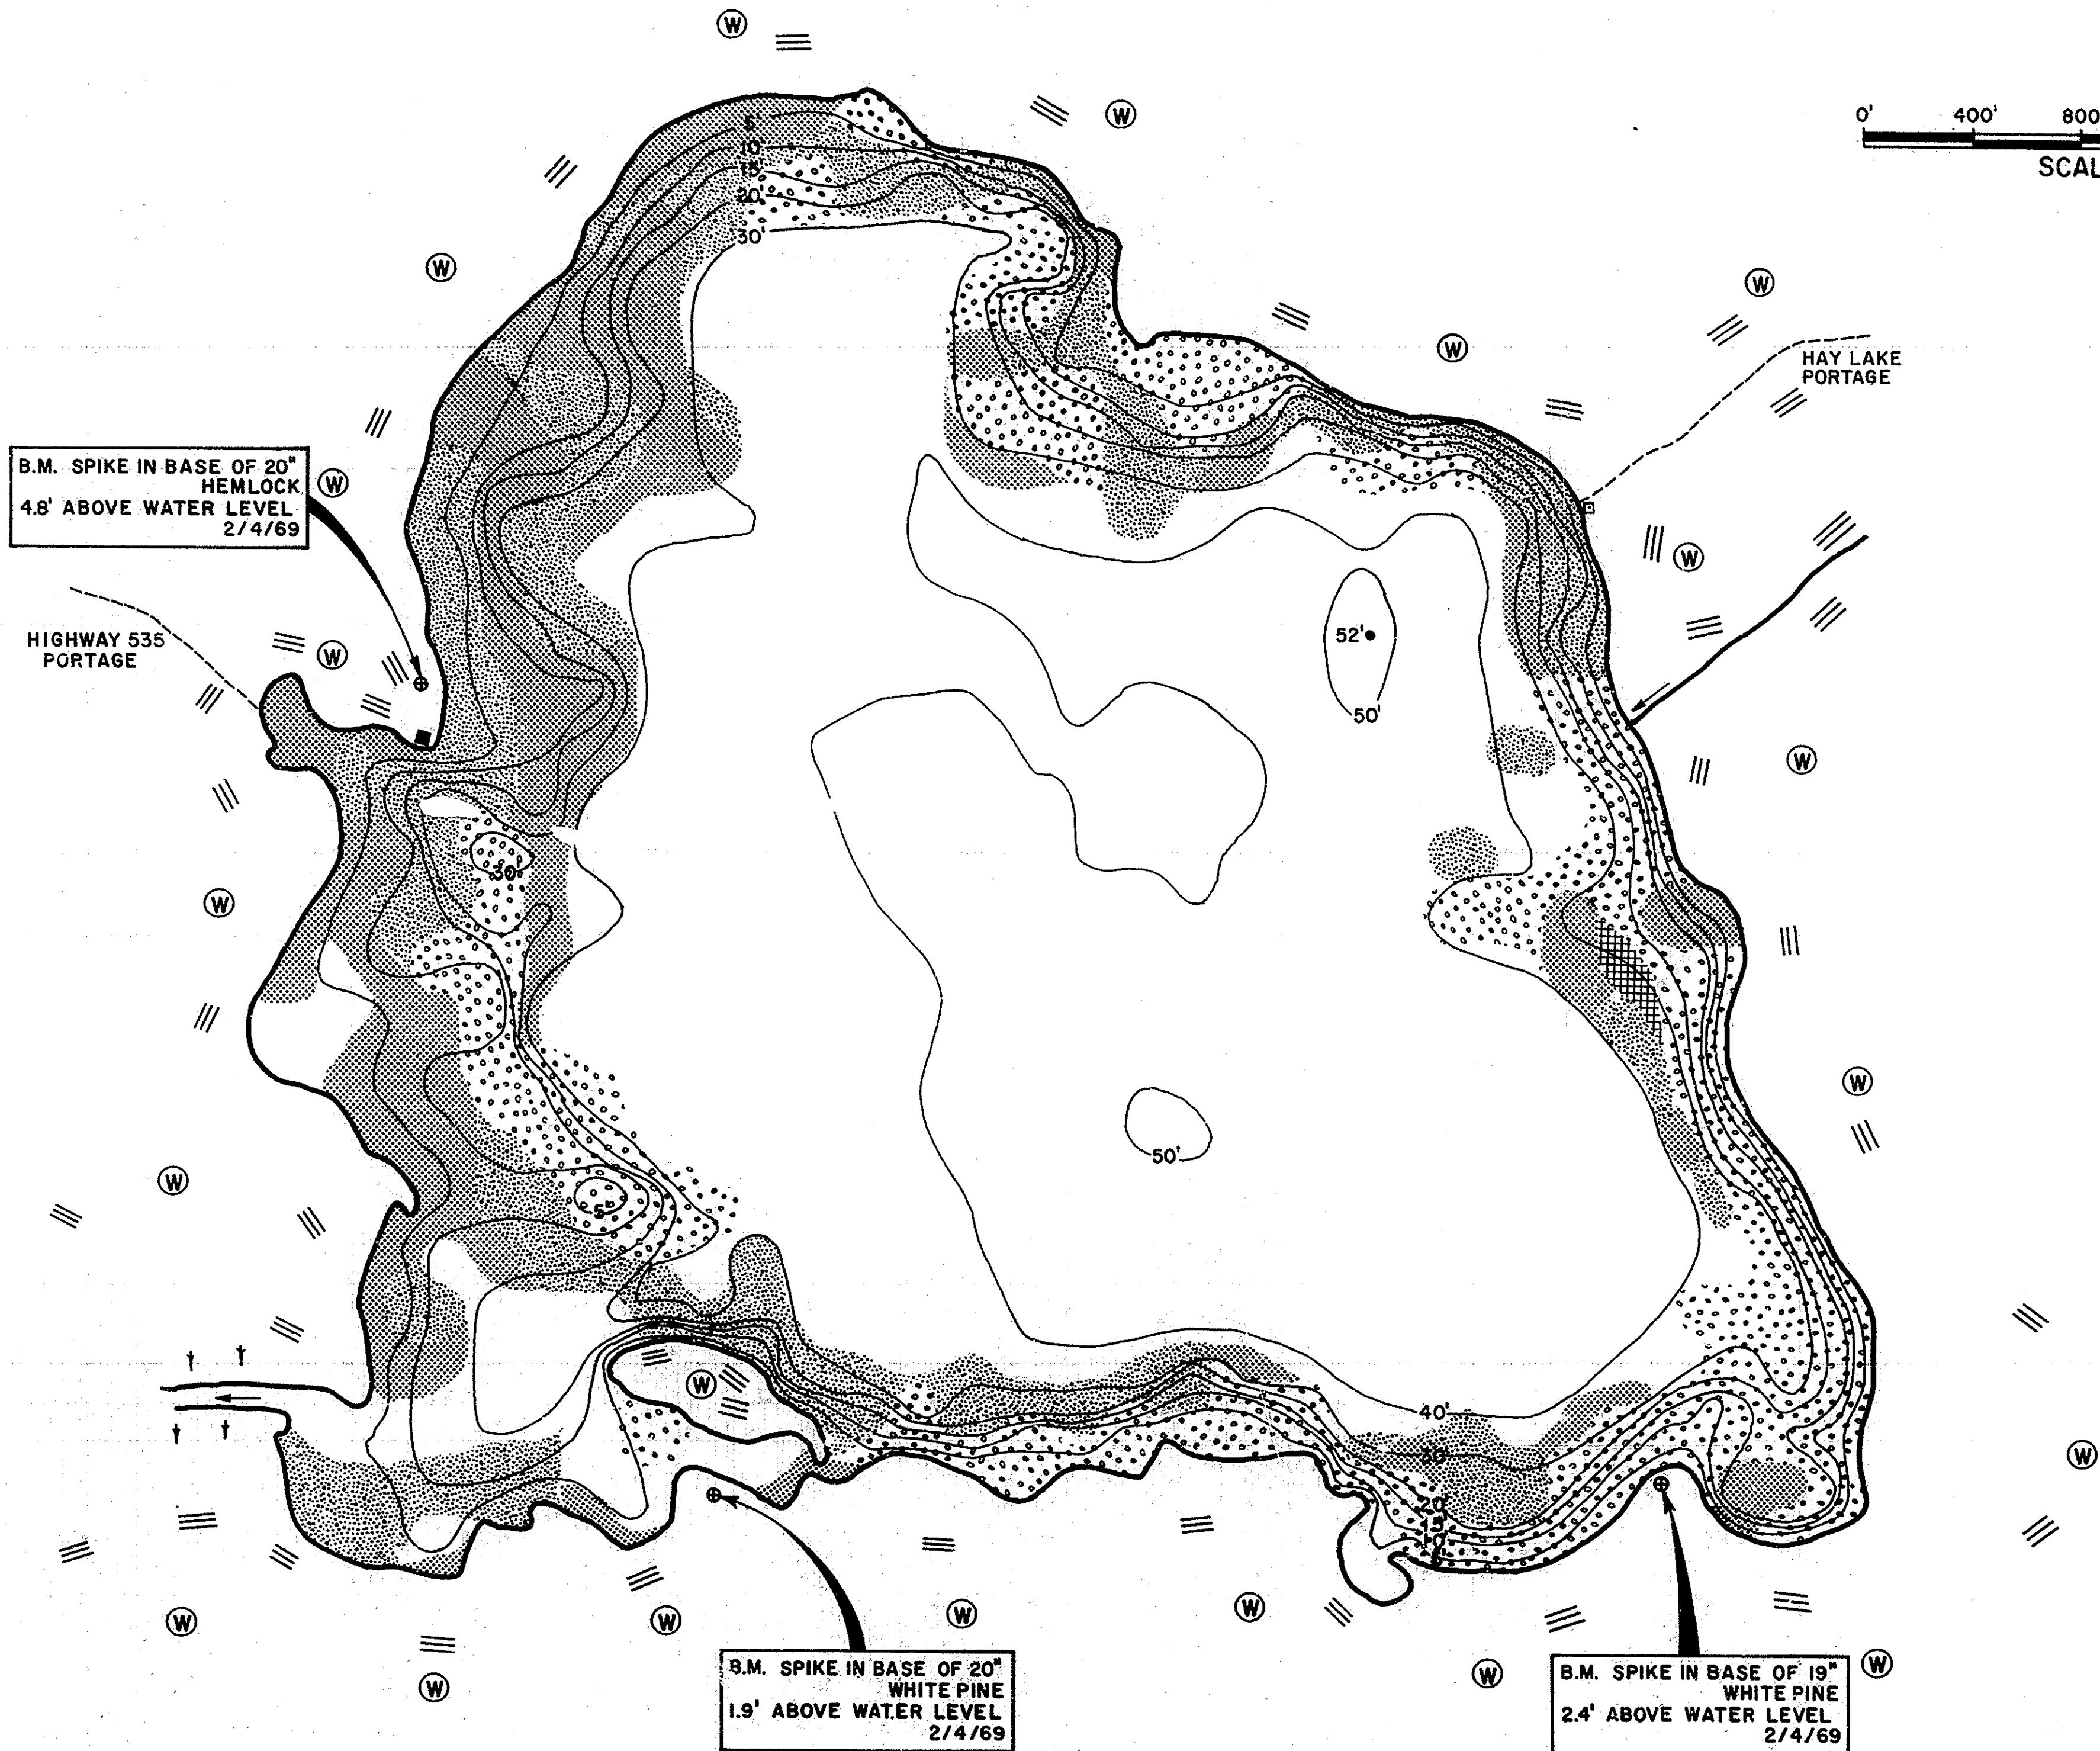 W
W
0' 400' 800
SCAL
5'
10'
15'
20'
30'
W
W
W
HAY LAKE
PORTAGE
B.M. SPIKE IN BASE OF 20"
HEMLOCK
4.8' ABOVE WATER LEVEL
2/4/69
W
W
HIGHWAY 535
PORTAGE
W
52'
50'
W
30'
W
W
50'
W
5'
W
40'
30'
20'
15'
10'
5'
W
W
W
W
W
W
W
W
B.M. SPIKE IN BASE OF 20"
WHITE PINE
1.9' ABOVE WATER LEVEL
2/4/69
B.M. SPIKE IN BASE OF 19"
WHITE PINE
2.4' ABOVE WATER LEVEL
2/4/69